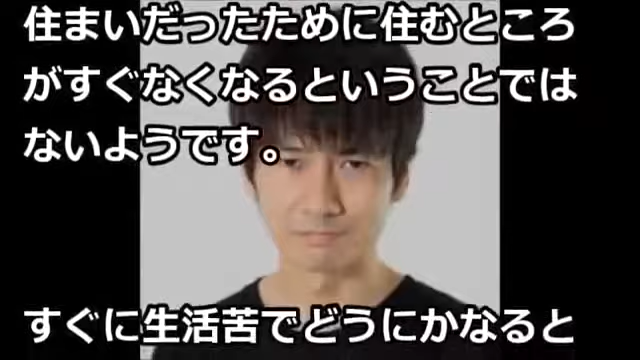 住まいだったために住むところ
がすぐなくなるということでは
ないようです。
すぐに生活苦でどうにかなると